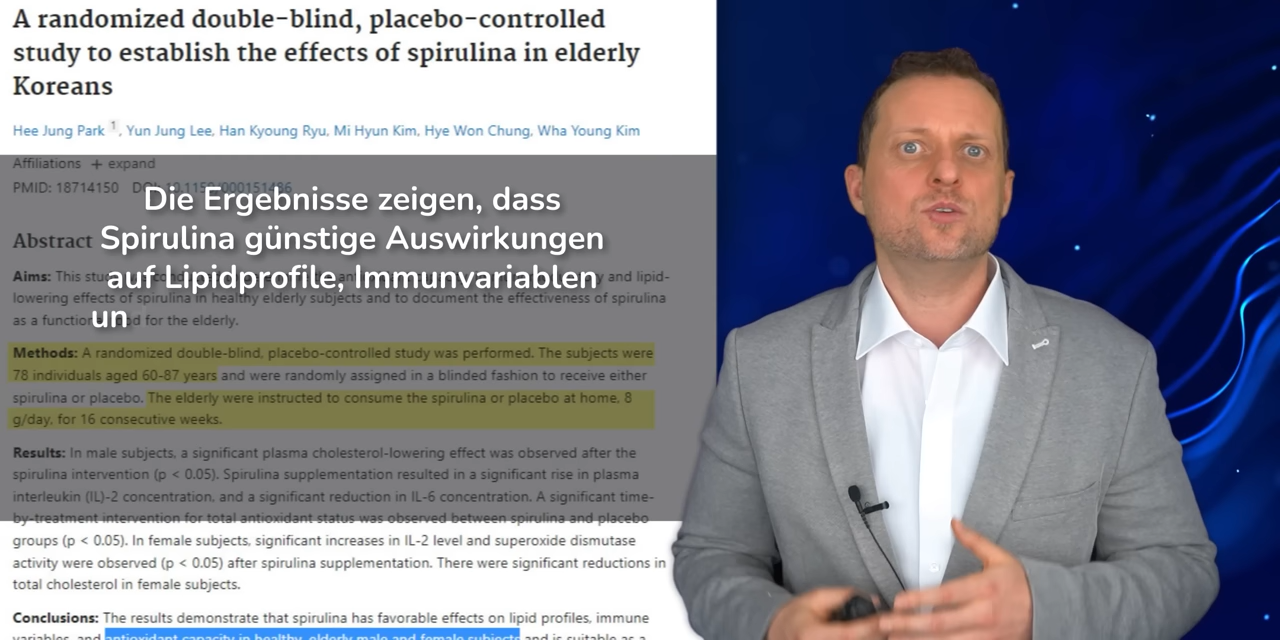 A randomized double-blind, placebo-controlled
study to establish the effects of spirulina in elderly
Koreans
Hee Jung Park 1, Yun Jung Lee, Han Kyoung Ryu, Mi Hyun Kim, Hye Won Chung, Wha Young Kim
Affiliations + expand
PMID: 18714150 DOI: 10.1159/000151486
Die Ergebnisse zeigen, dass
Spirulina günstige Auswirkungen
auf Lipidprofile, Immunvariablen
un
Abstract
Aims: This and lipid-
lowering effects of spirulina in healthy elderly subjects and to document the effectiveness of spirulina
as a for the elderly.
Methods: A randomized double-blind, placebo-controlled study was performed. The subjects were
78 individuals aged 60-87 years and were randomly assigned in a blinded fashion to receive either
spirulina or placebo. The elderly were instructed to consume the spirulina or placebo at home, 8
g/day, for 16 consecutive weeks.
Results: In male subjects, a significant plasma cholesterol-lowering effect was observed after the
spirulina intervention (p < 0.05). Spirulina supplementation resulted in a significant rise in plasma
interleukin (IL)-2 concentration, and a significant reduction in IL-6 concentration. A significant time-
by-treatment intervention for total antioxidant status was observed between spirulina and placebo
groups (p < 0.05). In female subjects, significant increases in IL-2 level and superoxide dismutase
activity were observed (p < 0.05) after spirulina supplementation. There were significant reductions in
total cholesterol in female subjects.
Conclusions: The results demonstrate that spirulina has favorable effects on lipid profiles, immune
variables, and antioxidant capacity in healthy, elderly male and female subjects and is suitable as a